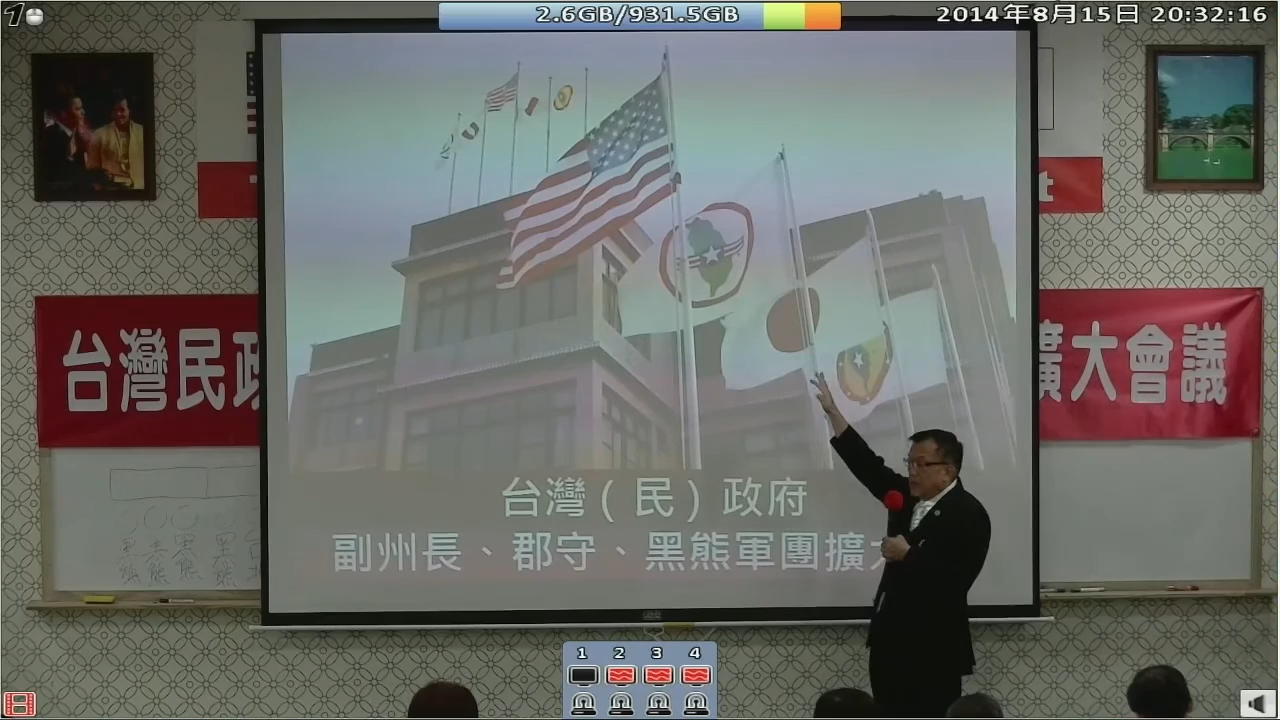 2.6GB/931.5GB
2014年8月15日 20:32:16
t
台灣民政
擴大會議
台灣(民)政府
副州長、郡守、黑熊軍團擴大
1 2 3 4